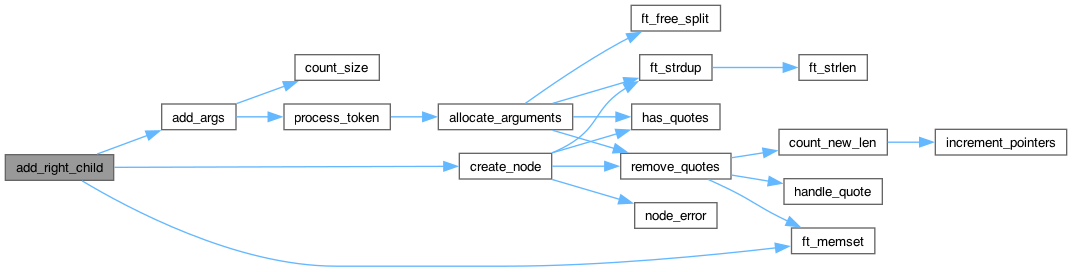 ft_free_split
count_size
ft_strdup
ft_strlen
add_args
process_token
allocate_arguments
has_quotes
count_new_len
increment_pointers
add_right_child
create_node
remove_quotes
handle_quote
node_error
ft_memset